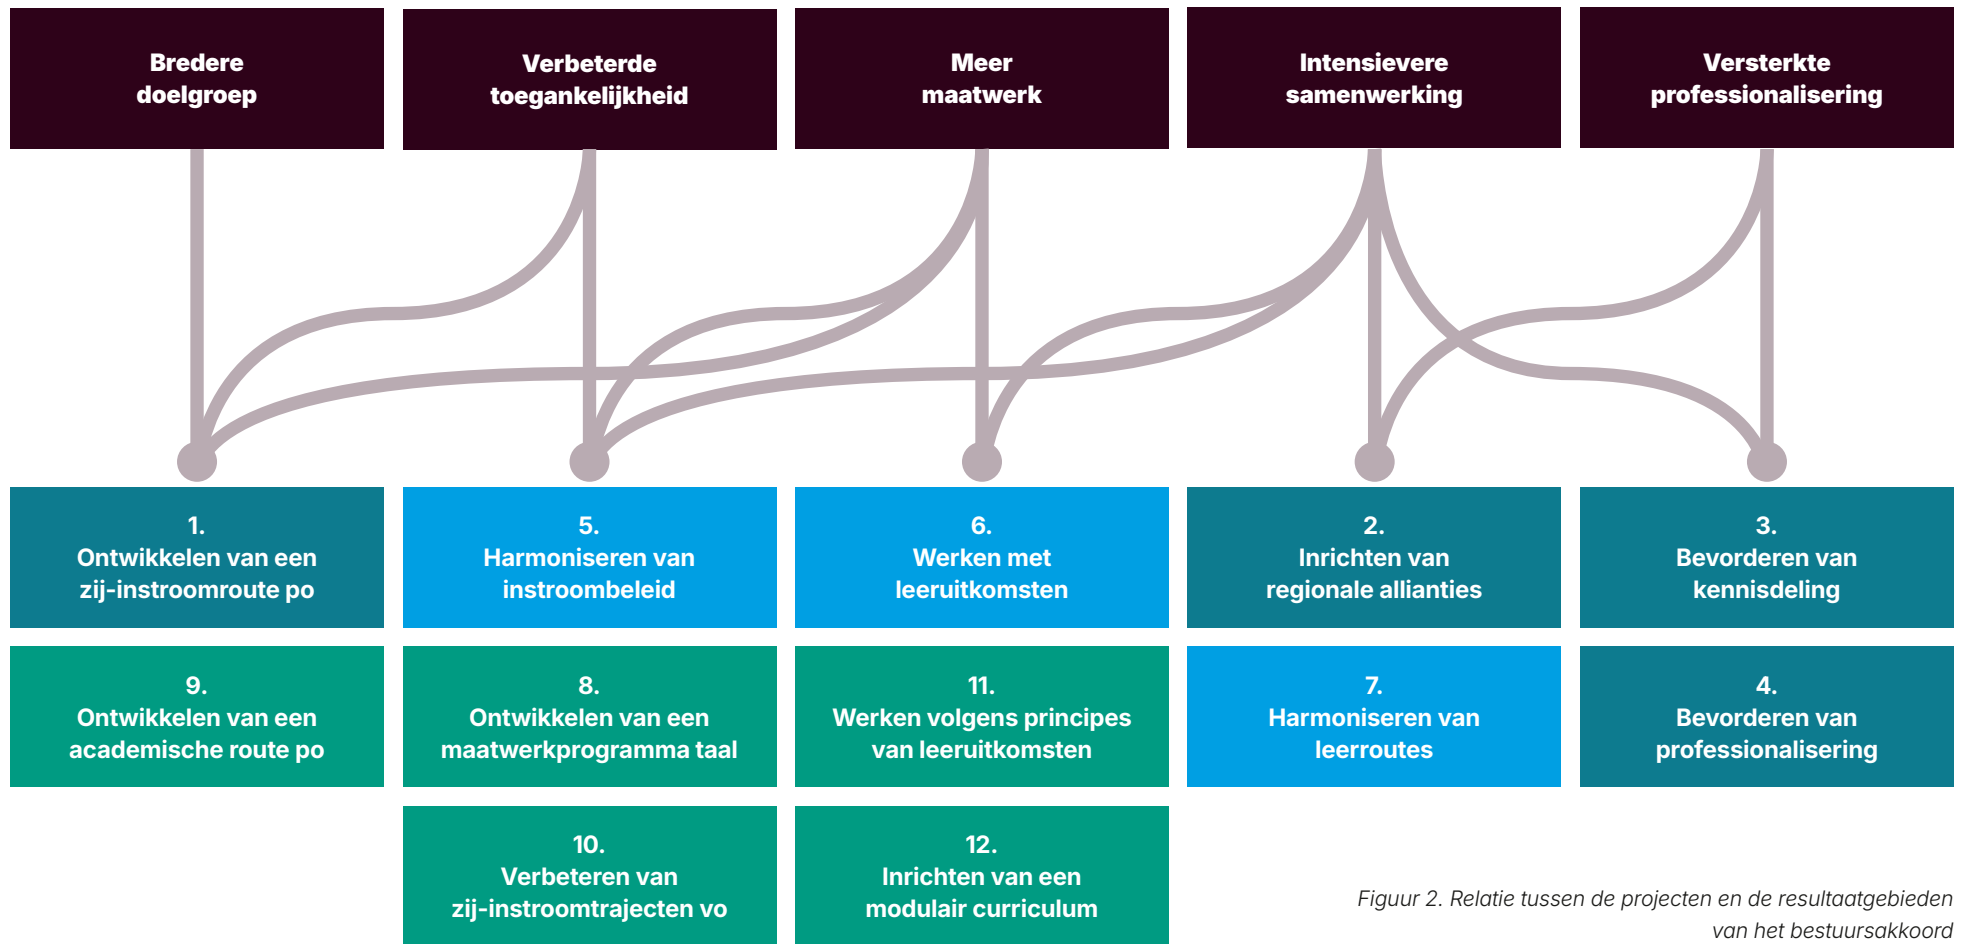 Bredere
doelgroep
Verbeterde
toegankelijkheid
Meer
maatwerk
Intensievere
samenwerking
Versterkte
professionalisering
1.
Ontwikkelen van een
zij-instroomroute po
5.
Harmoniseren van
instroombeleid
6.
Werken met
leeruitkomsten
2.
Inrichten van
regionale allianties
3.
Bevorderen van
kennisdeling
9.
Ontwikkelen van een
academische route po
8.
Ontwikkelen van een
maatwerkprogramma taal
11.
Werken volgens principes
van leeruitkomsten
7.
Harmoniseren van
leerroutes
4.
Bevorderen van
professionalisering
10.
Verbeteren van
zij-instroomtrajecten vo
12.
Inrichten van een
modulair curriculum
Figuur 2. Relatie tussen de projecten en de resultaatgebieden
van het bestuursakkoord